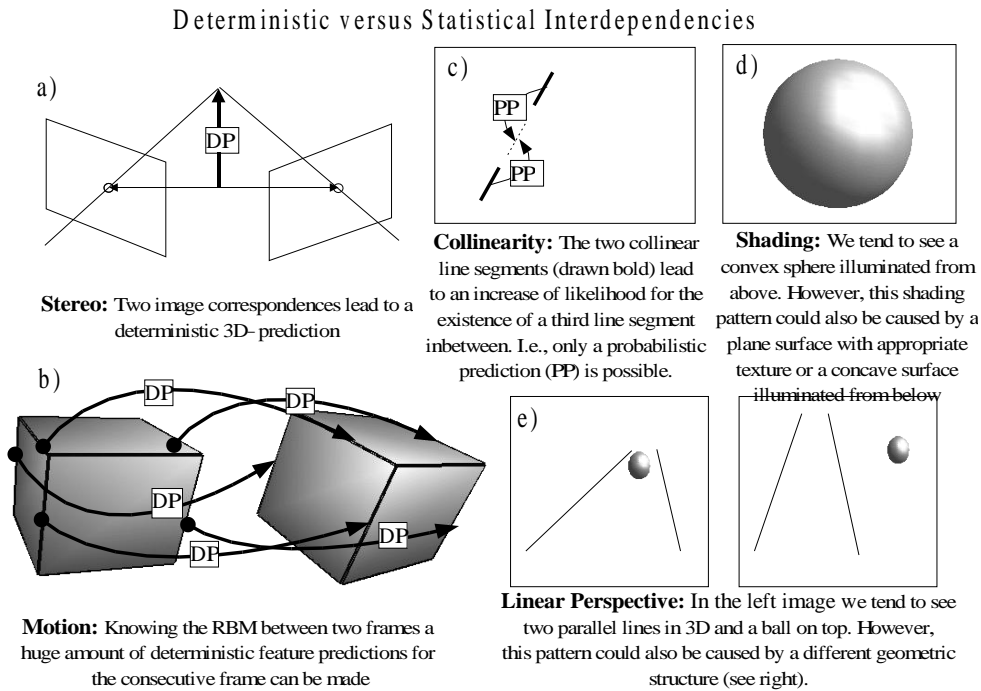 Deterministic versus Statistical Interdependencies
a)
DP
Stereo: Two image correspondences lead to a
deterministic 3D- prediction
b)
DP
DP
DP
DP
DP
Motion: Knowing the RBM between two frames a
huge amount of deterministic feature predictions for
the consecutive frame can be made
c)
PP
PP
Collinearity: The two collinear
line segments (drawn bold) lead
to an increase of likelihood for the
existence of a third line segment
inbetween. I.e., only a probabilistic
prediction (PP) is possible.
d)
Shading: We tend to see a
convex sphere illuminated from
above. However, this shading
pattern could also be caused by a
plane surface with appropriate
texture or a concave surface
illuminated from below
e)
Linear Perspective: In the left image we tend to see
two parallel lines in 3D and a ball on top. However,
this pattern could also be caused by a different geometric
structure (see right).